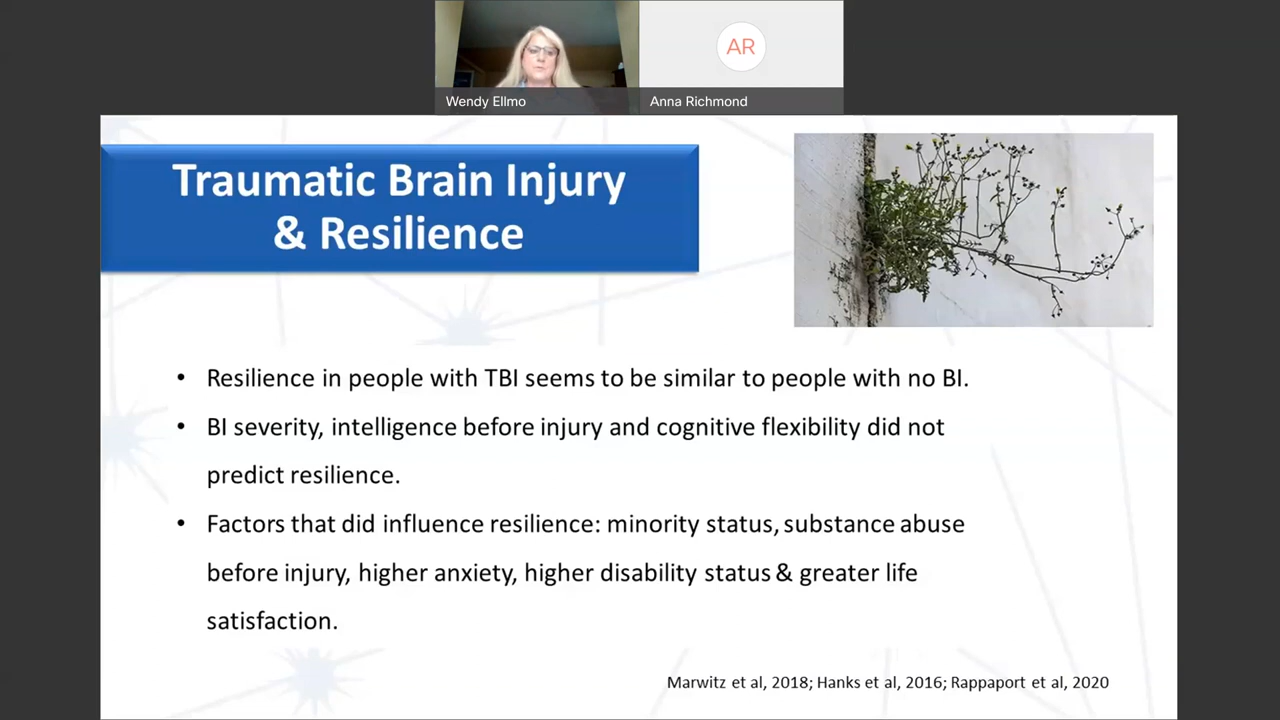 AR
Wendy Ellmo
Anna Richmond
Traumatic Brain Injury
& Resilience
• Resilience in people with TBI seems to be similar to people with no BI.
• BI severity, intelligence before injury and cognitive flexibility did not
predict resilience.
• Factors that did influence resilience: minority status, substance abuse
before injury, higher anxiety, higher disability status & greater life
satisfaction.
Marwitz et al, 2018; Hanks et al, 2016; Rappaport et al, 2020